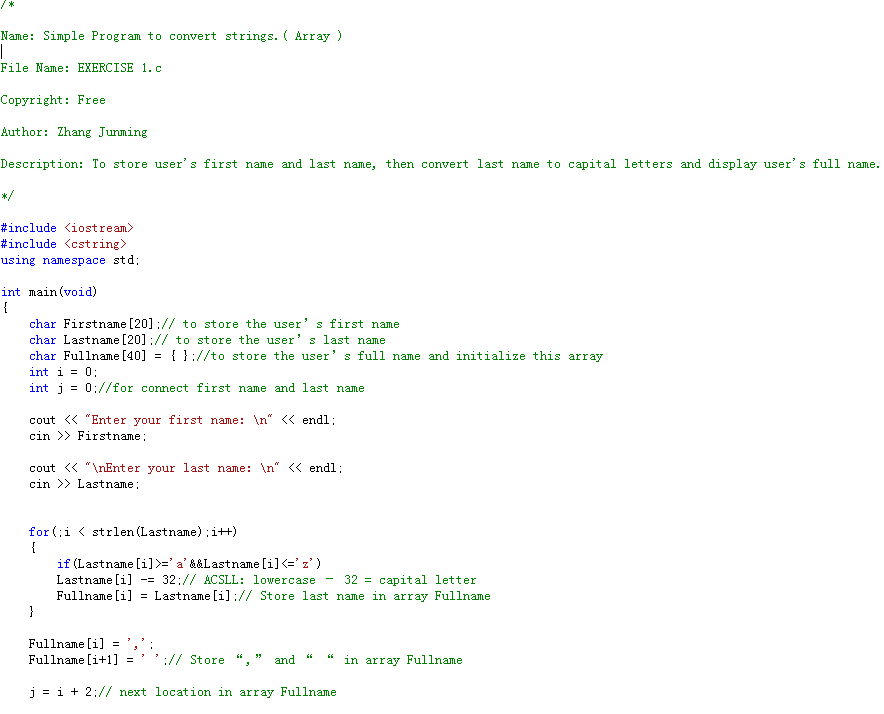 /*
Name: Simple Program to convert strings.( Array )
File Name: EXERCISE 1.c
Copyright: Free
Author: Zhang Junming
Description: To store user's first name and last name, then convert last name to capital letters and display user's full name.
*/
#include <iostream>
#include <cstring>
using namespace std;
int main(void)
{
char Firstname[20];// to store the user’s first name
char Lastname[20];// to store the user’s last name
char Fullname[40] = { };//to store the user’s full name and initialize this array
int i = 0;
int j = 0;//for connect first name and last name
cout << "Enter your first name: \n" << endl;
cin >> Firstname;
cout << "\nEnter your last name: \n" << endl;
cin >> Lastname;
for(;i < strlen(Lastname);i++)
{
if(Lastname[i]>='a'&&Lastname[i]<='z')
Lastname[i] -= 32;// ACSLL: lowercase – 32 = capital letter
Fullname[i] = Lastname[i];// Store last name in array Fullname
}
Fullname[i] = ',';
Fullname[i+1] = ' ';// Store “,” and “ “ in array Fullname
j = i + 2;// next location in array Fullname